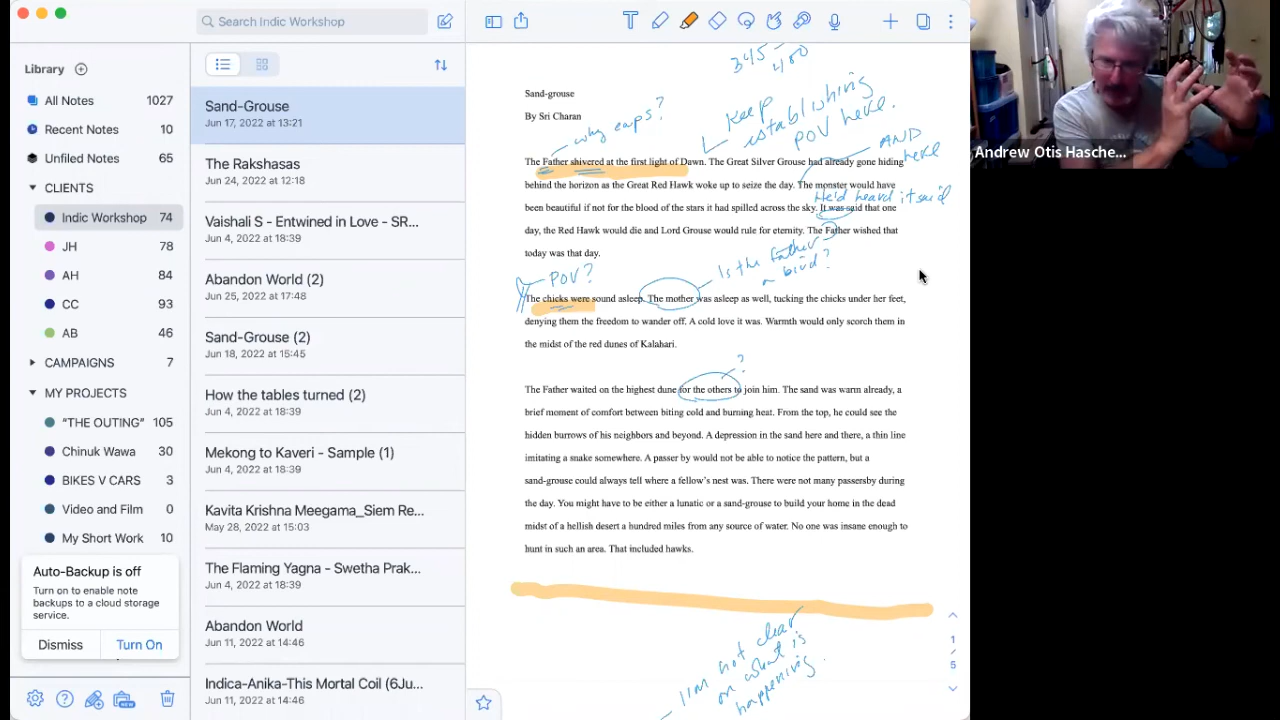 Search Indic Workshop
Library
All Notes 1027
Recent Notes 10
Unfiled Notes 65
CLIENTS
Indic Workshop 74
JH 78
AH 84
CC 93
AB 46
CAMPAIGNS 7
MY PROJECTS
“THE OUTING” 105
Chinuk Wawa 30
BIKES V CARS 3
Video and Film 0
My Short Work 10
Auto-Backup is off
Turn on to enable note
backups to a cloud storage
service.
Dismiss Turn On
Sand-Grouse
Jun 17, 2022 at 13:21
The Rakshasas
Jun 24, 2022 at 12:18
Vaishali S - Entwined in Love - SR...
Jun 4, 2022 at 18:39
Abandon World (2)
Jun 25, 2022 at 17:48
Sand-Grouse (2)
Jun 18, 2022 at 15:45
How the tables turned (2)
Jun 4, 2022 at 18:39
Mekong to Kaveri - Sample (1)
Jun 4, 2022 at 18:39
Kavita Krishna Meegama_Siem Re...
May 28, 2022 at 15:03
The Flaming Yagna - Swetha Prak...
Jun 4, 2022 at 18:39
Abandon World
Jun 11, 2022 at 14:46
Indica-Anika-This Mortal Coil (6Ju...
Jun 11, 2022 at 14:46
345 - 400
Sand-grouse
By Sri Charan
why caps?
Keep
establishing
POV here.
AND
here
The Father shivered at the first light of Dawn. The Great Silver Grouse had already gone hiding
behind the horizon as the Great Red Hawk woke up to seize the day. The monster would have
He'd heard it said
been beautiful if not for the blood of the stars it had spilled across the sky. It was said that one
day, the Red Hawk would die and Lord Grouse would rule for eternity. The Father wished that
today was that day.
Is the Father
a bird?
POV?
The chicks were sound asleep. The mother was asleep as well, tucking the chicks under her feet,
denying them the freedom to wander off. A cold love it was. Warmth would only scorch them in
the midst of the red dunes of Kalahari.
?
The Father waited on the highest dune for the others to join him. The sand was warm already, a
brief moment of comfort between biting cold and burning heat. From the top, he could see the
hidden burrows of his neighbors and beyond. A depression in the sand here and there, a thin line
imitating a snake somewhere. A passer by would not be able to notice the pattern, but a
sand-grouse could always tell where a fellow's nest was. There were not many passersby during
the day. You might have to be either a lunatic or a sand-grouse to build your home in the dead
midst of a hellish desert a hundred miles from any source of water. No one was insane enough to
hunt in such an area. That included hawks.
I'm not clear
on what is
happening.
1
/
5
Andrew Otis Hasche...